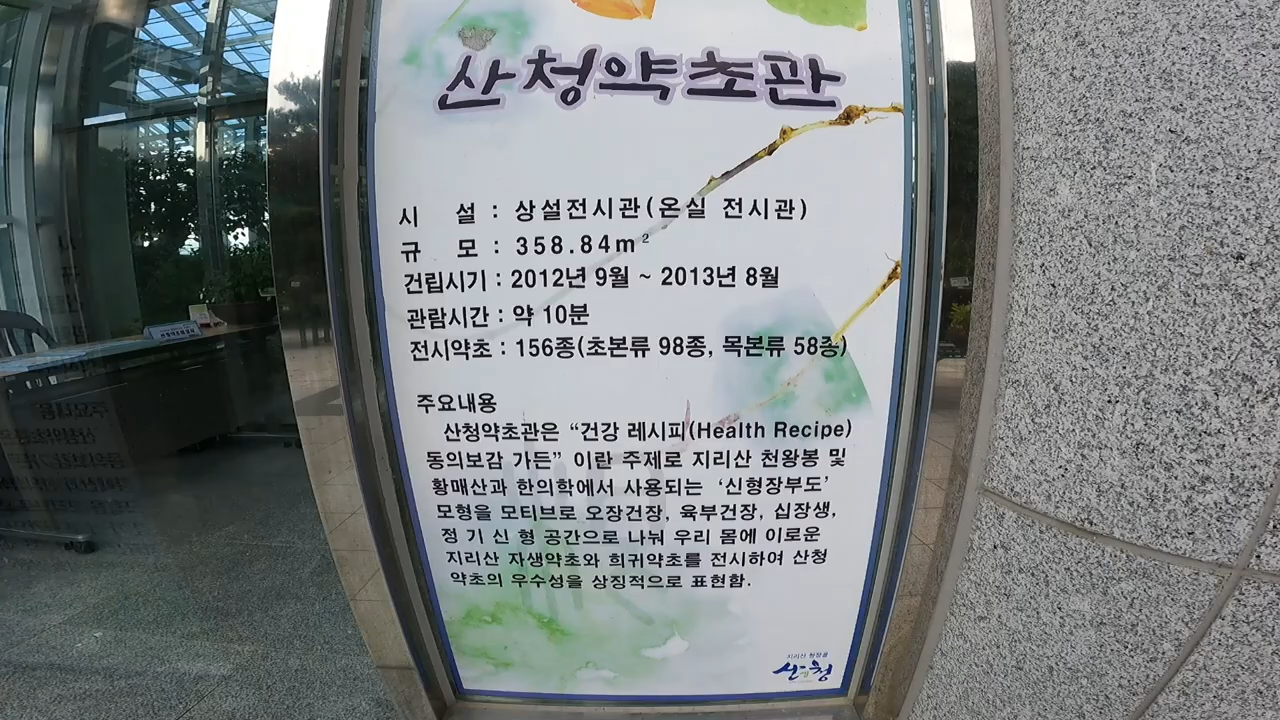 산청약초관
시 설 : 상설전시관(온실 전시관)
규 모 : 358.84m²
건립시기 : 2012년 9월 ~ 2013년 8월
관람시간 : 약 10분
전시약초 : 156종(초본류 98종, 목본류 58종)
주요내용
산청약초관은 “건강 레시피(Health Recipe)
동의보감 가든” 이란 주제로 지리산 천왕봉 및
황매산과 한의학에서 사용되는 ‘신형장부도’
모형을 모티브로 오장건강, 육부건장, 십장생,
정 기 신 형 공간으로 나눠 우리 몸에 이로운
지리산 자생약초와 희귀약초를 전시하여 산청
약초의 우수성을 상징적으로 표현함.
지리산 청정골
산청